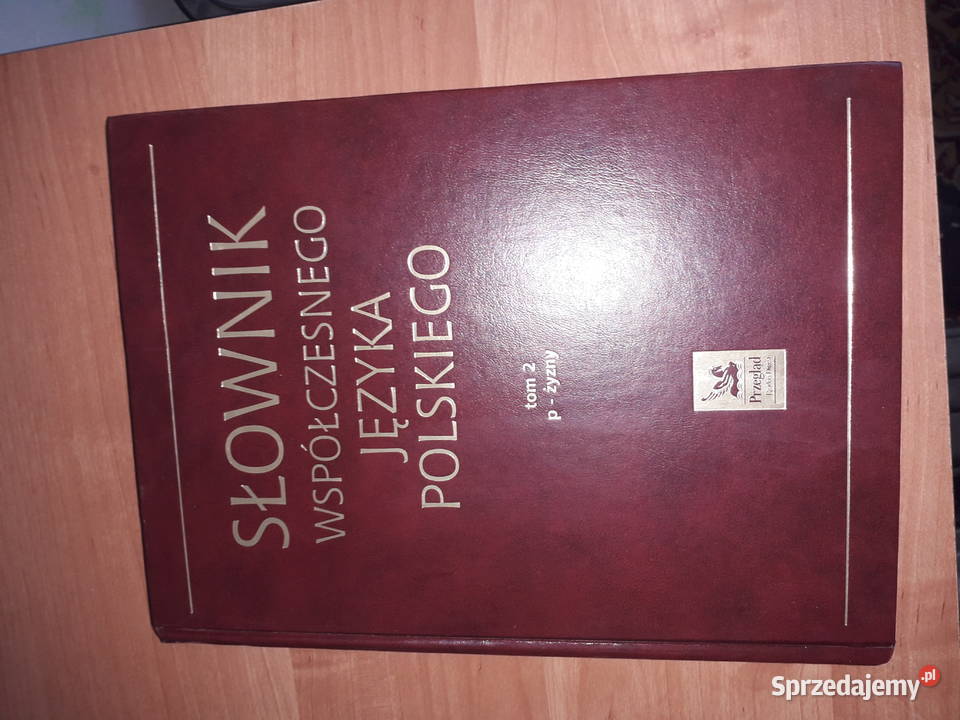 SŁOWNIK
WSPÓŁCZESNEGO
JĘZYKA
POLSKIEGO
tom 2
p - żyzny
Przegląd
Sprzedajemy.pl